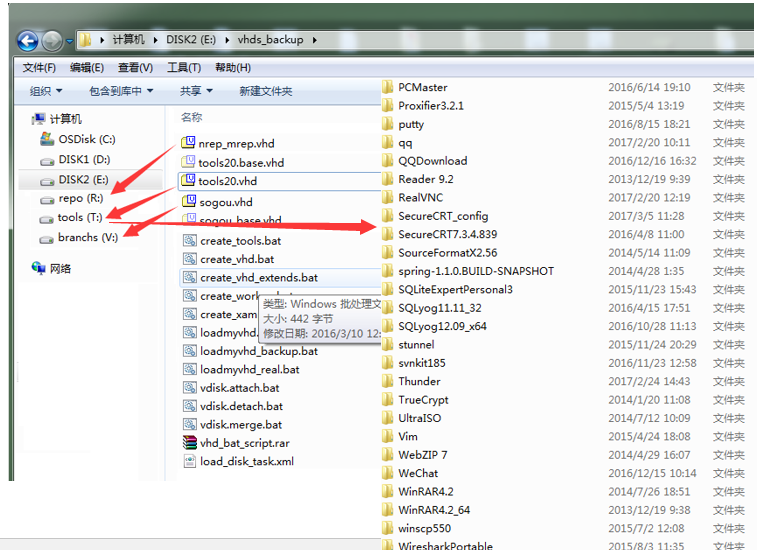 计算机 DISK2 (E:) vhds_backup
文件(F) 编辑(E) 查看(V) 工具(T) 帮助(H)
组织 包含到库中 共享 新建文件夹
计算机
OSDisk (C:)
DISK1 (D:)
DISK2 (E:)
repo (R:)
tools (T:)
branchs (V:)
网络
名称
nrep_mrep.vhd
tools20.base.vhd
tools20.vhd
sogou.vhd
sogou_base.vhd
create_tools.bat
create_vhd.bat
create_vhd_extends.bat
create_work
create_xam
loadmyvhd
loadmyvhd_backup.bat
loadmyvhd_real.bat
vdisk.attach.bat
vdisk.detach.bat
vdisk.merge.bat
vhd_bat_script.rar
load_disk_task.xml
类型: Windows 批处理文
大小: 442 字节
修改日期: 2016/3/10 12:
PCMaster 2016/6/14 19:10 文件夹
Proxifier3.2.1 2015/5/4 13:19 文件夹
putty 2016/8/15 18:21 文件夹
qq 2017/2/20 10:11 文件夹
QQDownload 2016/12/16 16:32 文件夹
Reader 9.2 2013/12/19 9:39 文件夹
RealVNC 2017/2/20 12:19 文件夹
SecureCRT_config 2017/3/5 11:28 文件夹
SecureCRT7.3.4.839 2016/4/8 11:00 文件夹
SourceFormatX2.56 2014/5/14 11:09 文件夹
spring-1.1.0.BUILD-SNAPSHOT 2014/4/28 1:35 文件夹
SQLiteExpertPersonal3 2015/11/23 15:43 文件夹
SQLyog11.11_32 2016/4/15 17:51 文件夹
SQLyog12.09_x64 2016/10/28 11:13 文件夹
stunnel 2015/11/24 20:29 文件夹
svnkit185 2016/11/23 12:58 文件夹
Thunder 2017/2/24 14:43 文件夹
TrueCrypt 2014/1/20 11:08 文件夹
UltraISO 2014/7/12 10:09 文件夹
Vim 2015/4/24 18:08 文件夹
WebZIP 7 2014/4/29 16:07 文件夹
WeChat 2016/12/15 10:14 文件夹
WinRAR4.2 2014/7/26 18:51 文件夹
WinRAR4.2_64 2013/12/19 9:38 文件夹
winscp550 2015/7/2 12:08 文件夹
WiresharkPortable 2015/8/3 11:35 文件夹